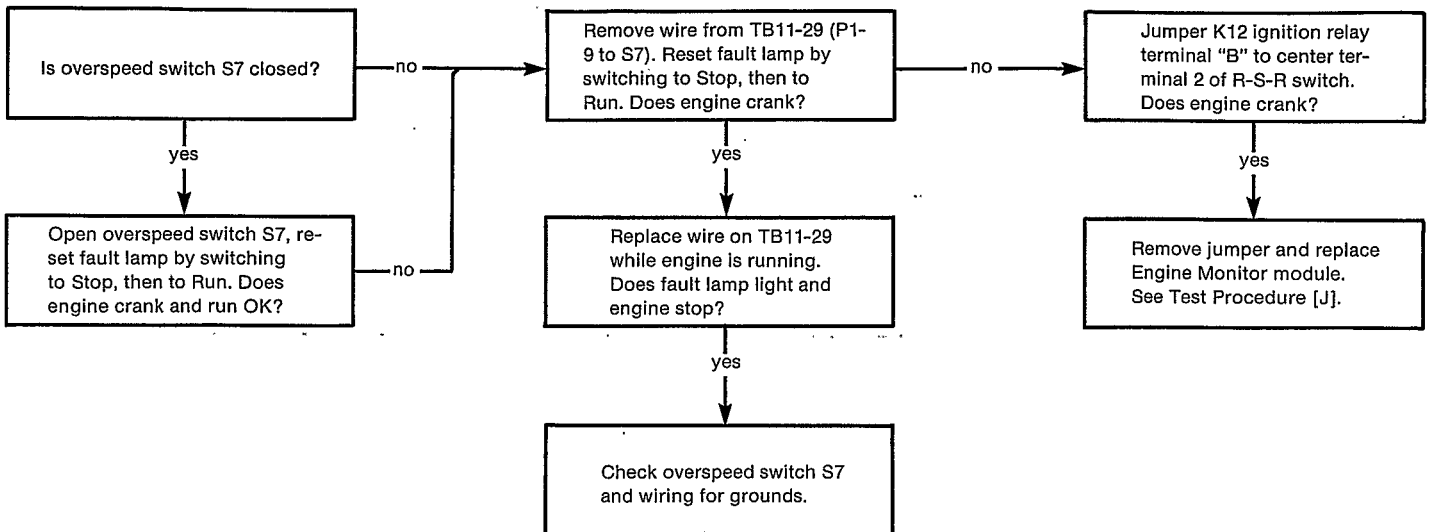 Is overspeed switch S7 closed?
no
yes
Open overspeed switch S7, re-
set fault lamp by switching
to Stop, then to Run. Does
engine crank and run OK?
no
Remove wire from TB11-29 (P1-
9 to S7). Reset fault lamp by
switching to Stop, then to
Run. Does engine crank?
no
yes
Replace wire on TB11-29
while engine is running.
Does fault lamp light and
engine stop?
yes
Check overspeed switch S7
and wiring for grounds.
Jumper K12 ignition relay
terminal "B" to center ter-
minal 2 of R-S-R switch.
Does engine crank?
yes
Remove jumper and replace
Engine Monitor module.
See Test Procedure [J].